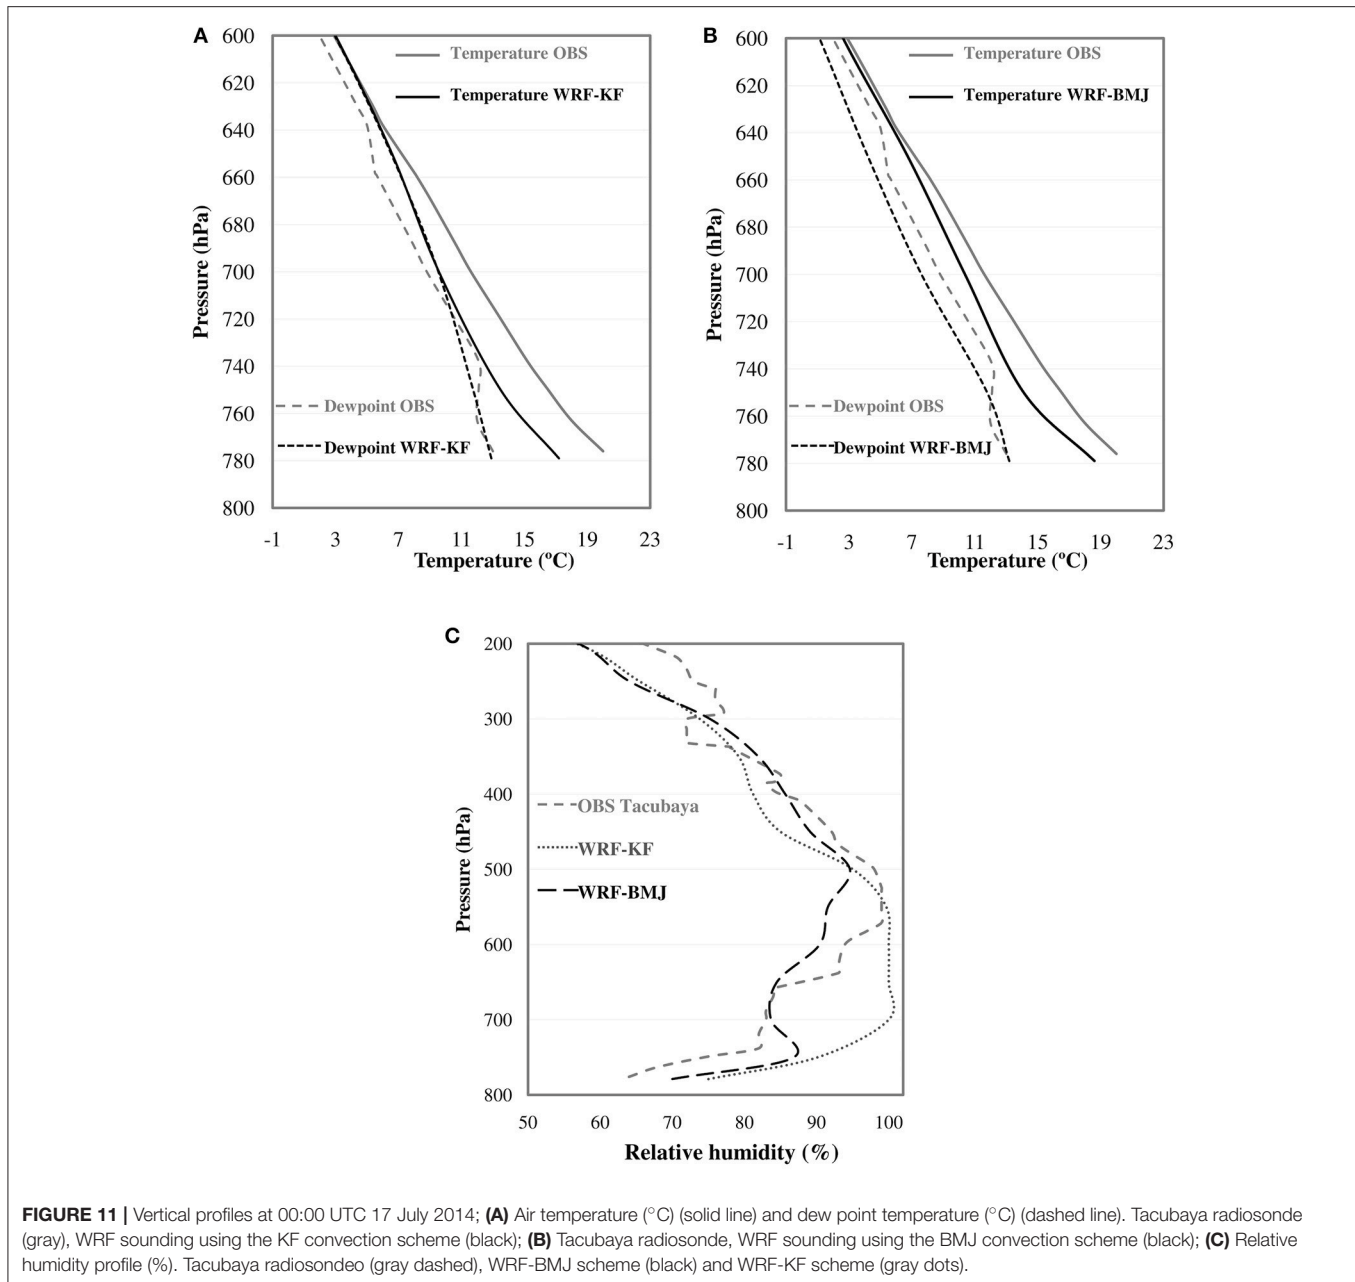 A
600
620
640
660
680
700
720
740
760
780
800
Pressure (hPa)
Temperature OBS
Temperature WRF-KF
Dewpoint OBS
Dewpoint WRF-KF
-1 3 7 11 15 19 23
Temperature (ºC)
B
600
620
640
660
680
700
720
740
760
780
800
Pressure (hPa)
Temperature OBS
Temperature WRF-BMJ
Dewpoint OBS
Dewpoint WRF-BMJ
-1 3 7 11 15 19 23
Temperature (ºC)
C
200
300
400
500
600
700
800
Pressure (hPa)
OBS Tacubaya
WRF-KF
WRF-BMJ
50 60 70 80 90 100
Relative humidity (%)
FIGURE 11 | Vertical profiles at 00:00 UTC 17 July 2014; (A) Air temperature (°C) (solid line) and dew point temperature (°C) (dashed line). Tacubaya radiosonde
(gray), WRF sounding using the KF convection scheme (black); (B) Tacubaya radiosonde, WRF sounding using the BMJ convection scheme (black); (C) Relative
humidity profile (%). Tacubaya radiosondeo (gray dashed), WRF-BMJ scheme (black) and WRF-KF scheme (gray dots).